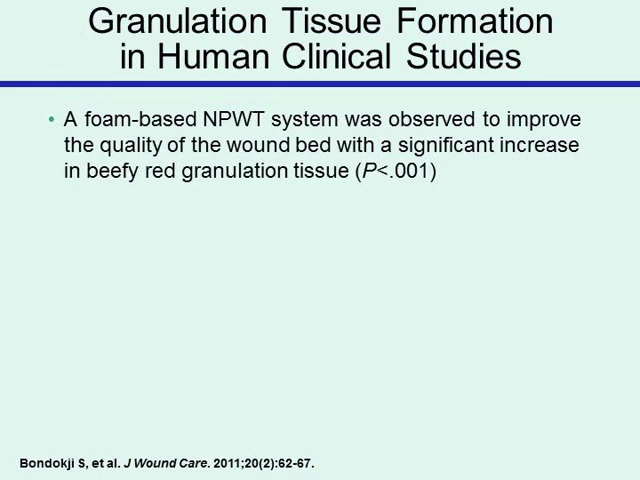 Granulation Tissue Formation
in Human Clinical Studies
• A foam-based NPWT system was observed to improve
the quality of the wound bed with a significant increase
in beefy red granulation tissue (P<.001)
Bondokji S, et al. J Wound Care. 2011;20(2):62-67.